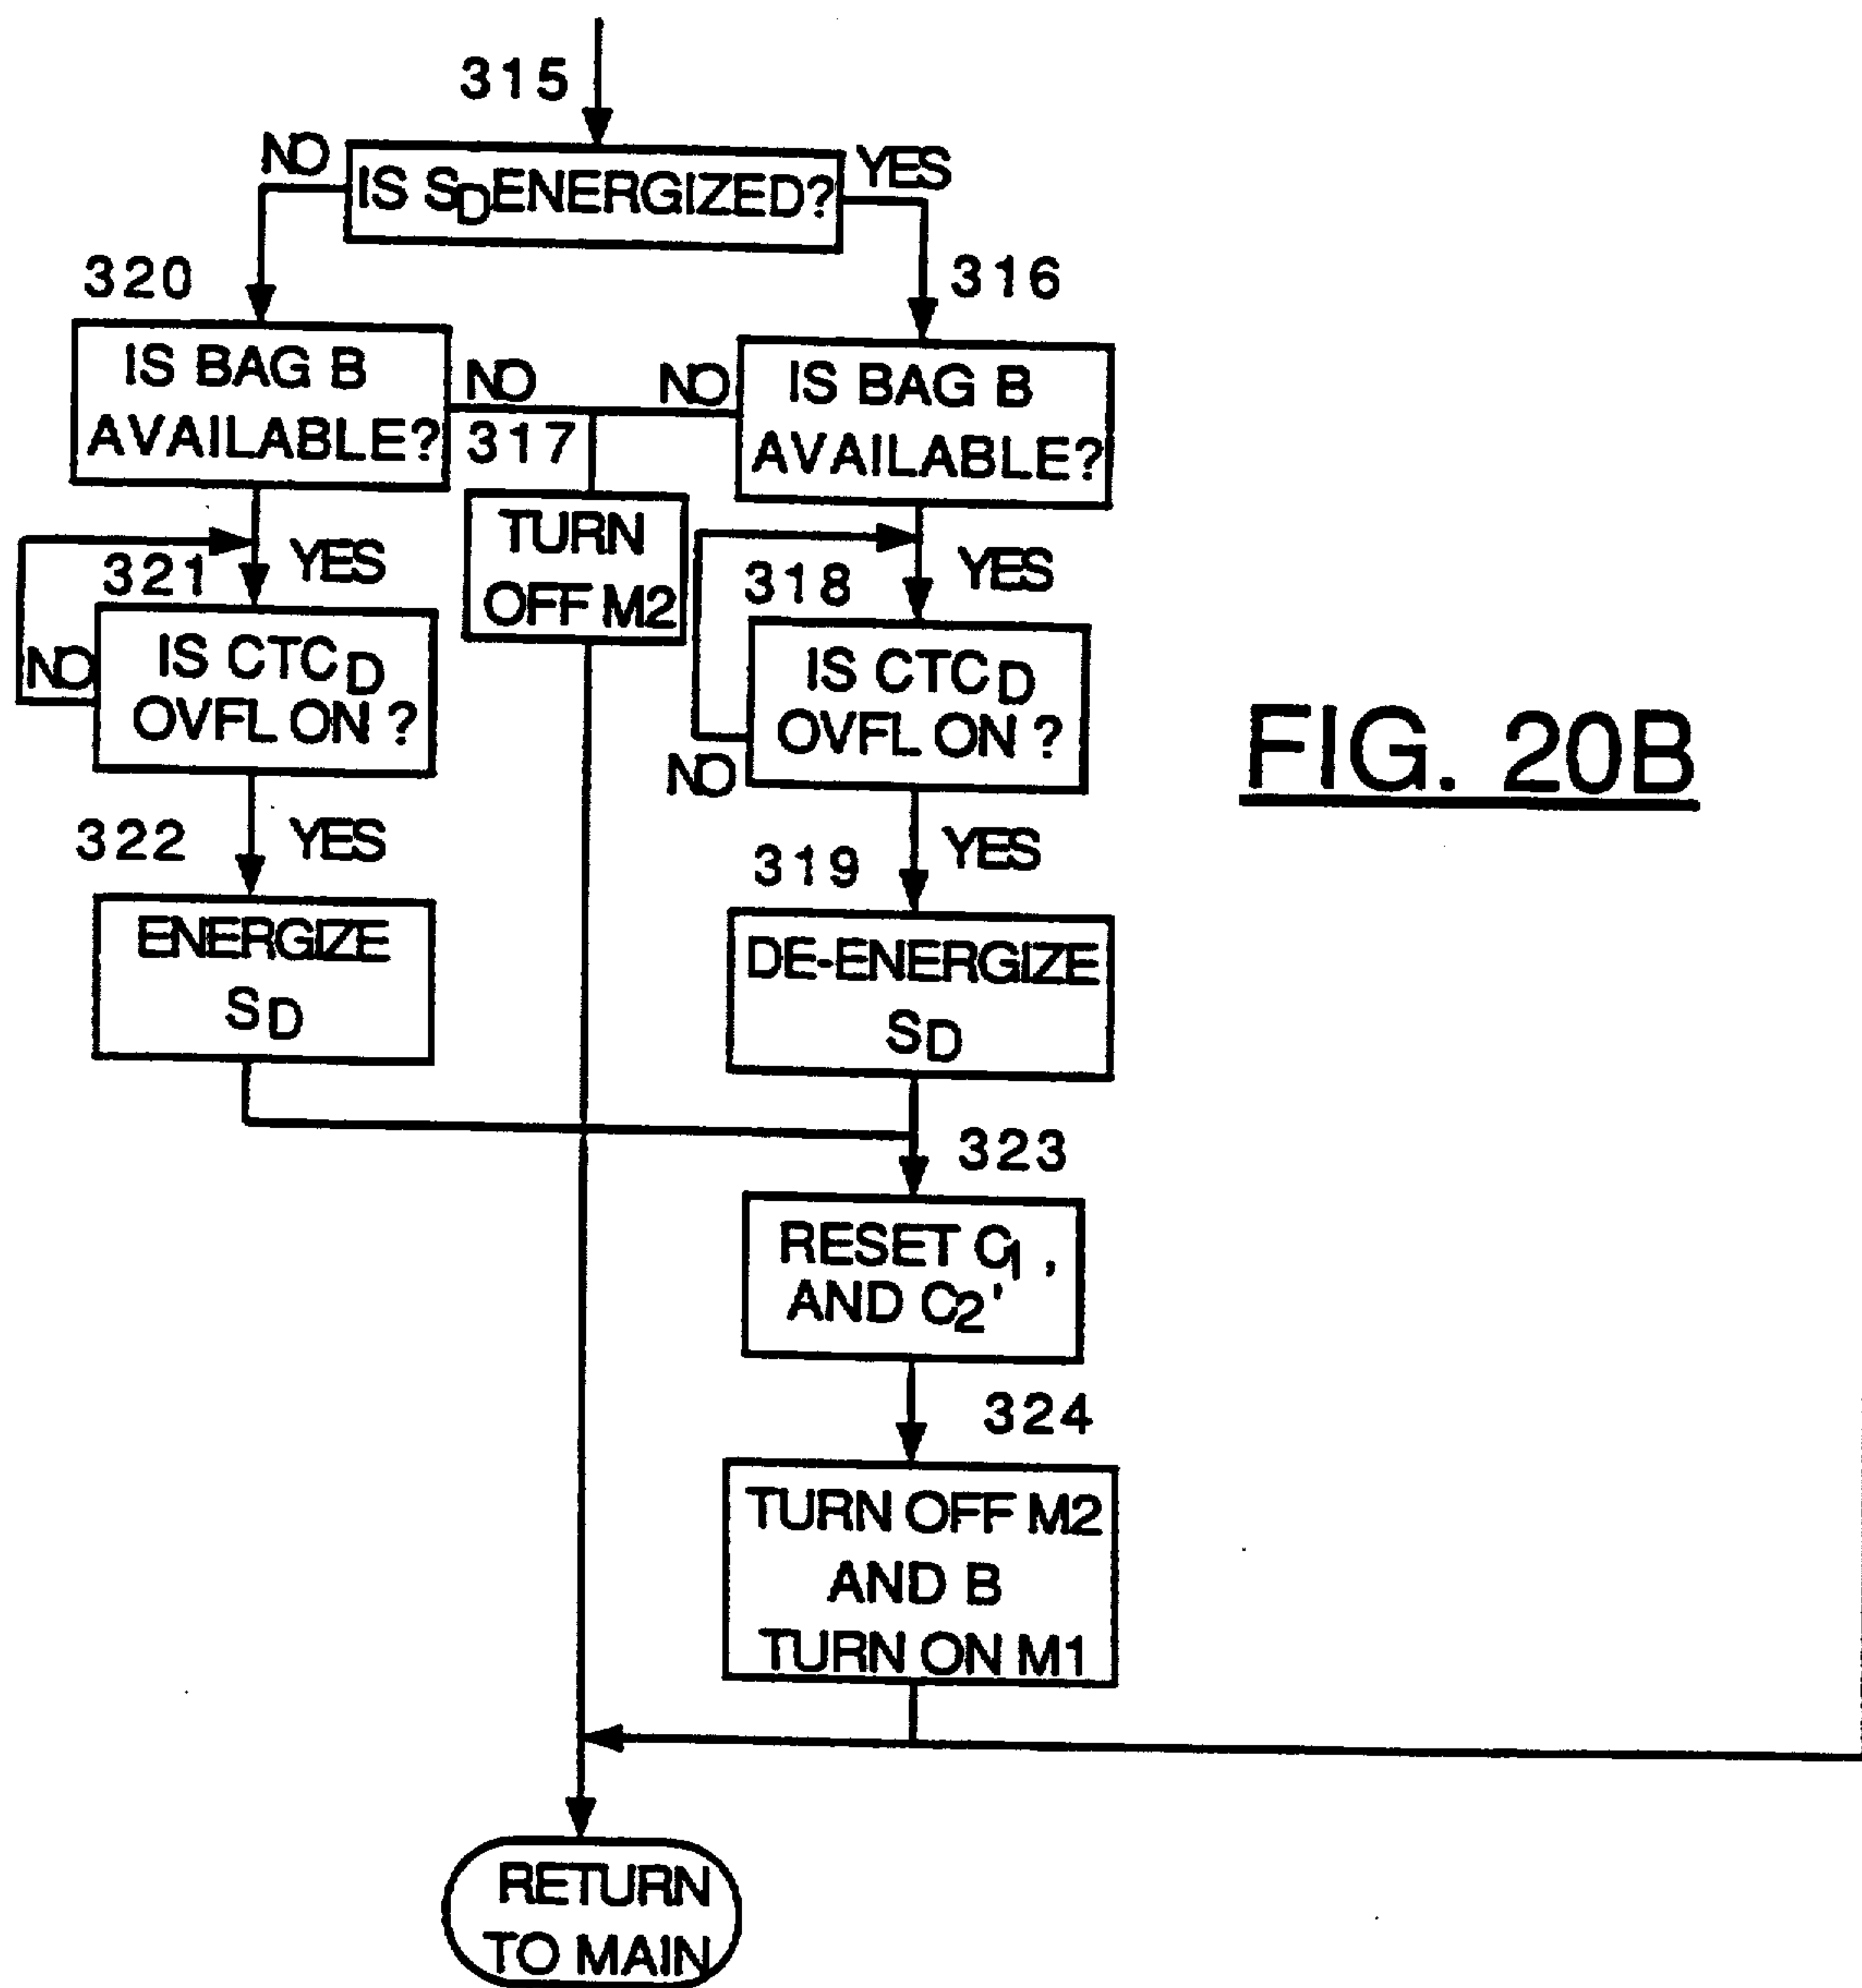 315
NO
IS SD ENERGIZED?
YES
320
316
IS BAG B
AVAILABLE?
NO
317
NO
IS BAG B
AVAILABLE?
TURN
OFF M2
321
YES
318
YES
NO
IS CTCD
OVFL ON ?
IS CTCD
OVFL ON ?
NO
FIG. 20B
322
YES
319
YES
ENERGIZE
SD
DE-ENERGIZE
SD
323
RESET C1,
AND C2'
324
TURN OFF M2
AND B
TURN ON M1
RETURN
TO MAIN